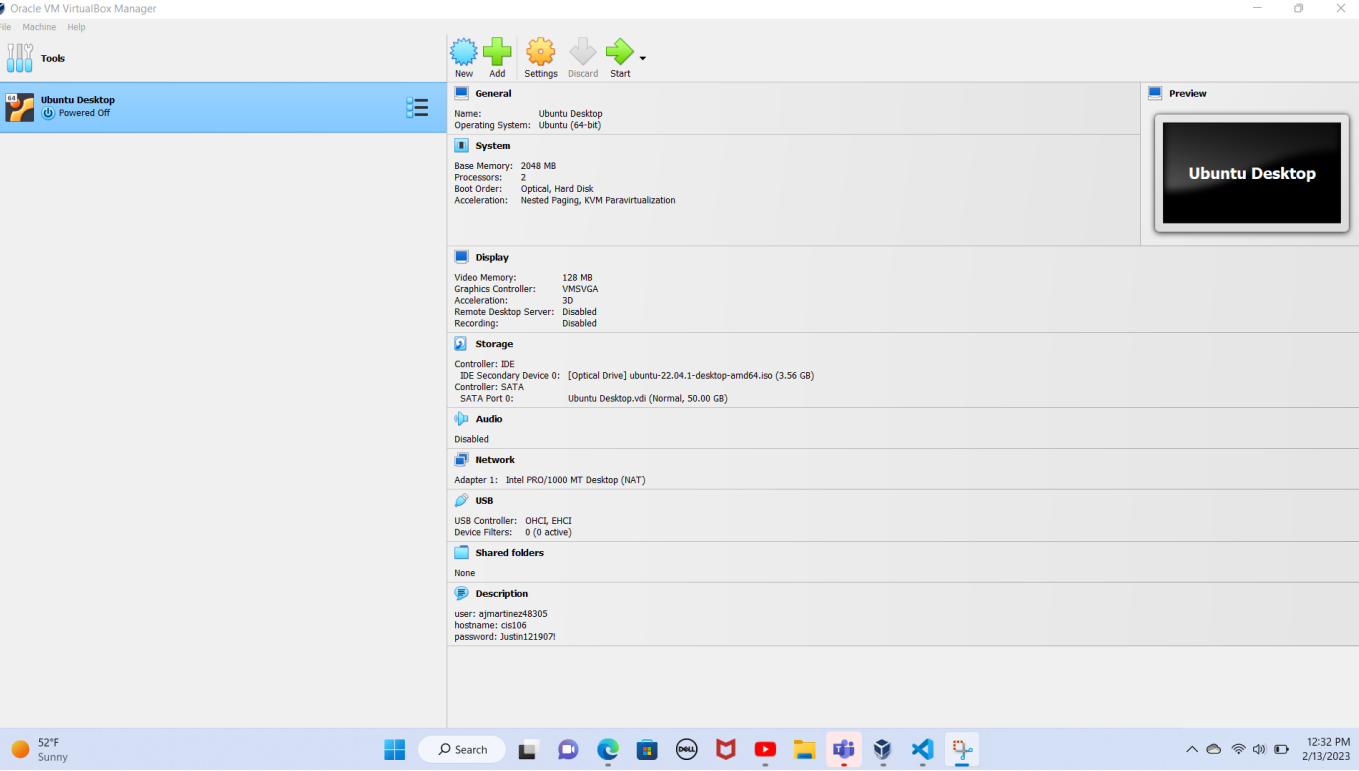 Oracle VM VirtualBox Manager
File Machine Help
Tools
New Add Settings Discard Start
64
Ubuntu Desktop
Powered Off
General
Name: Ubuntu Desktop
Operating System: Ubuntu (64-bit)
Preview
Ubuntu Desktop
System
Base Memory: 2048 MB
Processors: 2
Boot Order: Optical, Hard Disk
Acceleration: Nested Paging, KVM Paravirtualization
Display
Video Memory: 128 MB
Graphics Controller: VMSVGA
Acceleration: 3D
Remote Desktop Server: Disabled
Recording: Disabled
Storage
Controller: IDE
IDE Secondary Device 0: [Optical Drive] ubuntu-22.04.1-desktop-amd64.iso (3.56 GB)
Controller: SATA
SATA Port 0: Ubuntu Desktop.vdi (Normal, 50.00 GB)
Audio
Disabled
Network
Adapter 1: Intel PRO/1000 MT Desktop (NAT)
USB
USB Controller: OHCI, EHCI
Device Filters: 0 (0 active)
Shared folders
None
Description
user: ajmartinez48305
hostname: cis106
password: Justin121907!
52°F
Sunny
Search
DELL
12:32 PM
2/13/2023